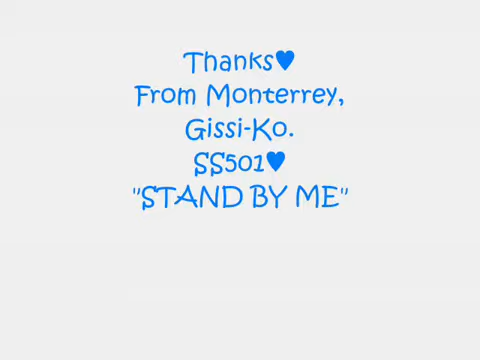 Thanks♥
From Monterrey,
Gissi-Ko.
SS501♥
"STAND BY ME"